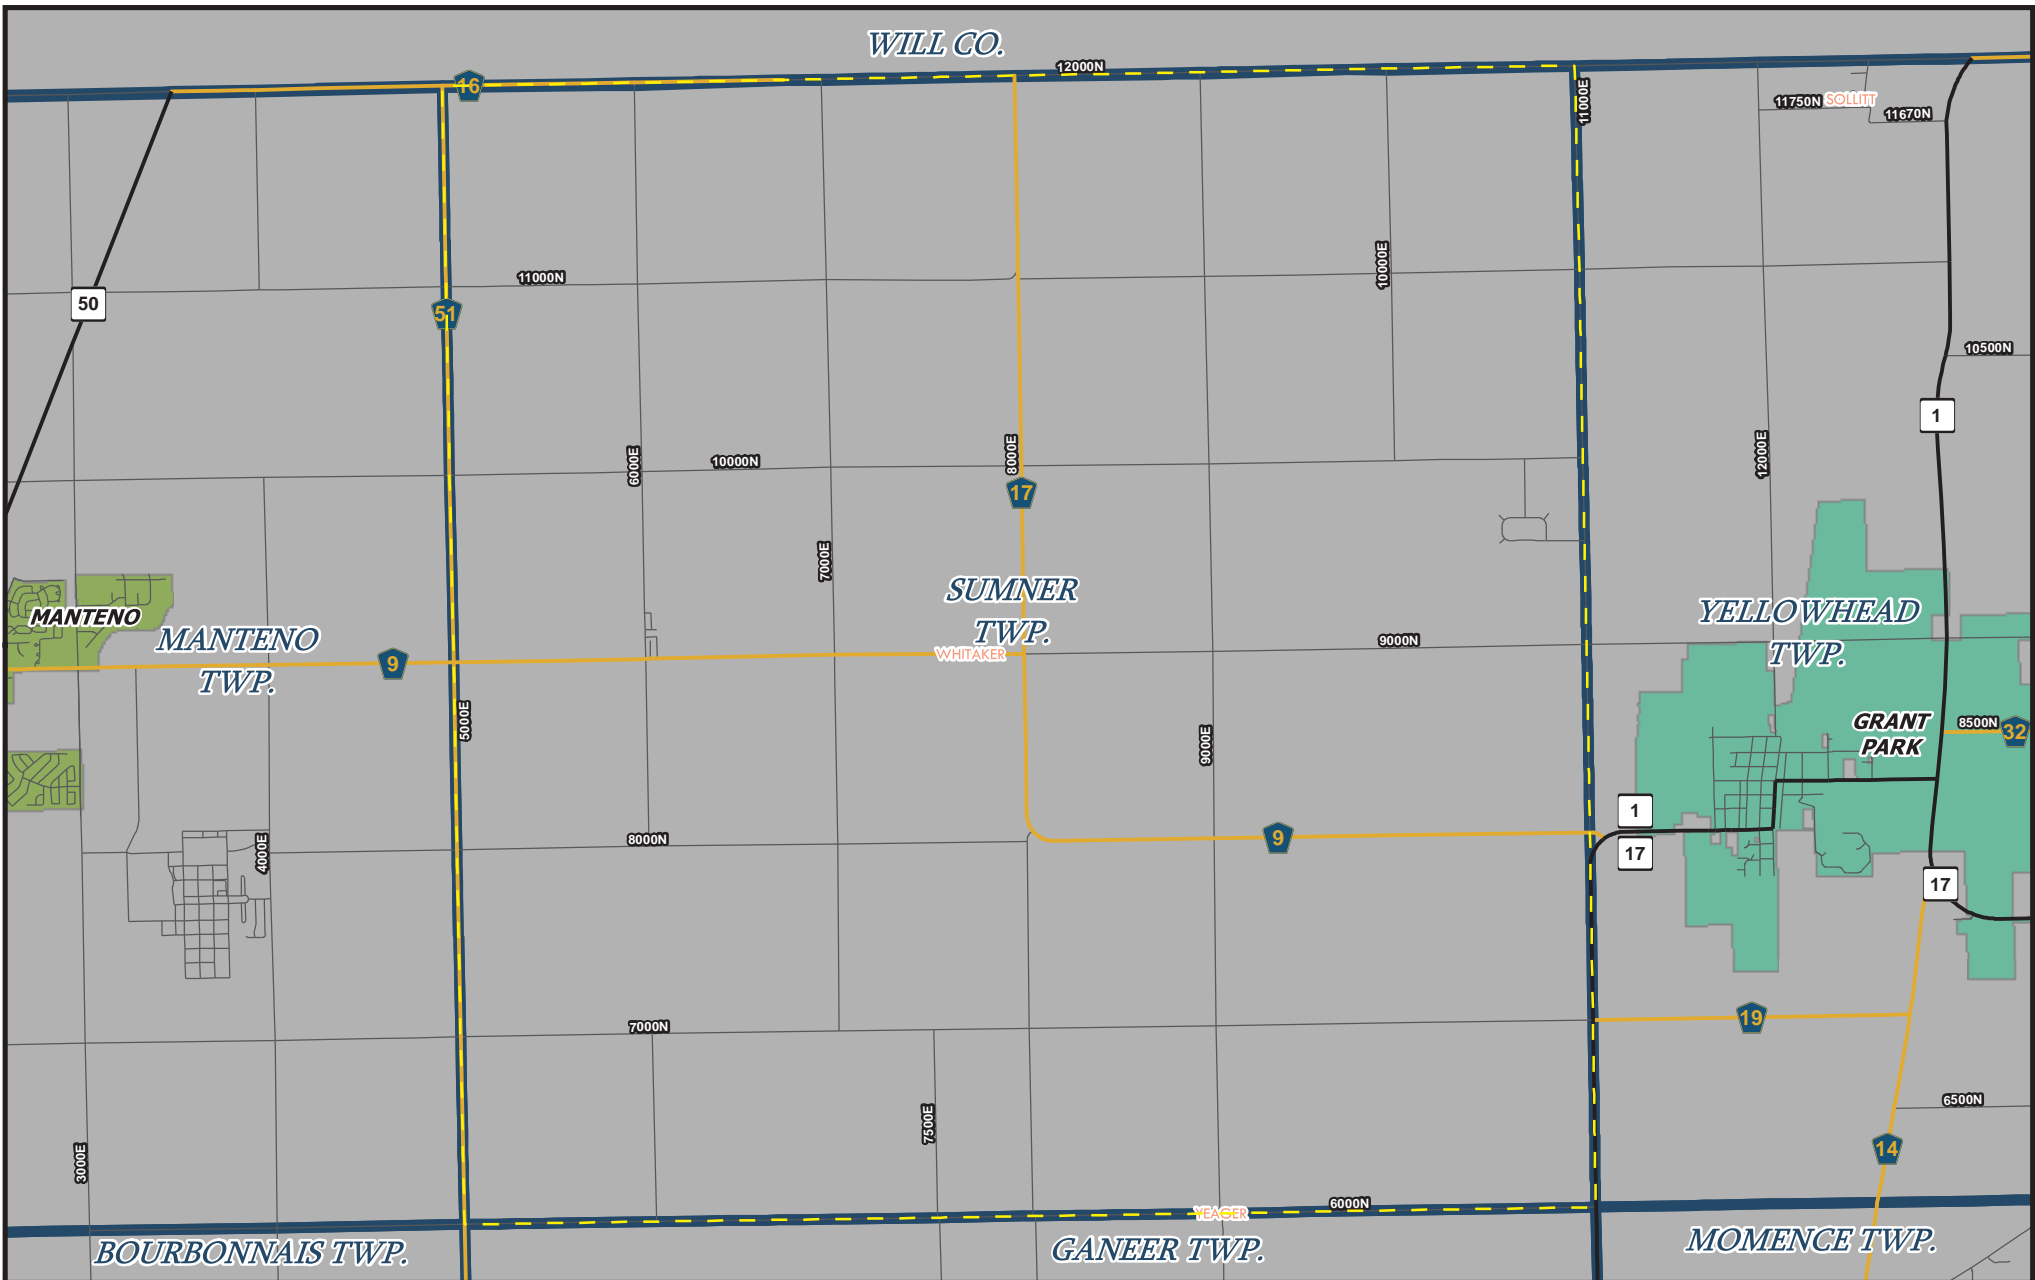 WILL CO.
16
12000N
11000E
11750N
SOLLITT
11670N
50
11000N
51
10000E
10500N
1
6000E
10000N
8000E
17
12000E
7000E
MANTENO
MANTENO
TWP.
9
SUMNER
TWP.
WHITAKER
9000N
YELLOWHEAD
TWP.
5000E
9000E
GRANT
PARK
8500N
32
1
17
4000E
8000N
9
17
7000N
19
3000E
7500E
6500N
14
6000N
YEAGER
BOURBONNAIS TWP.
GANEER TWP.
MOMENCE TWP.